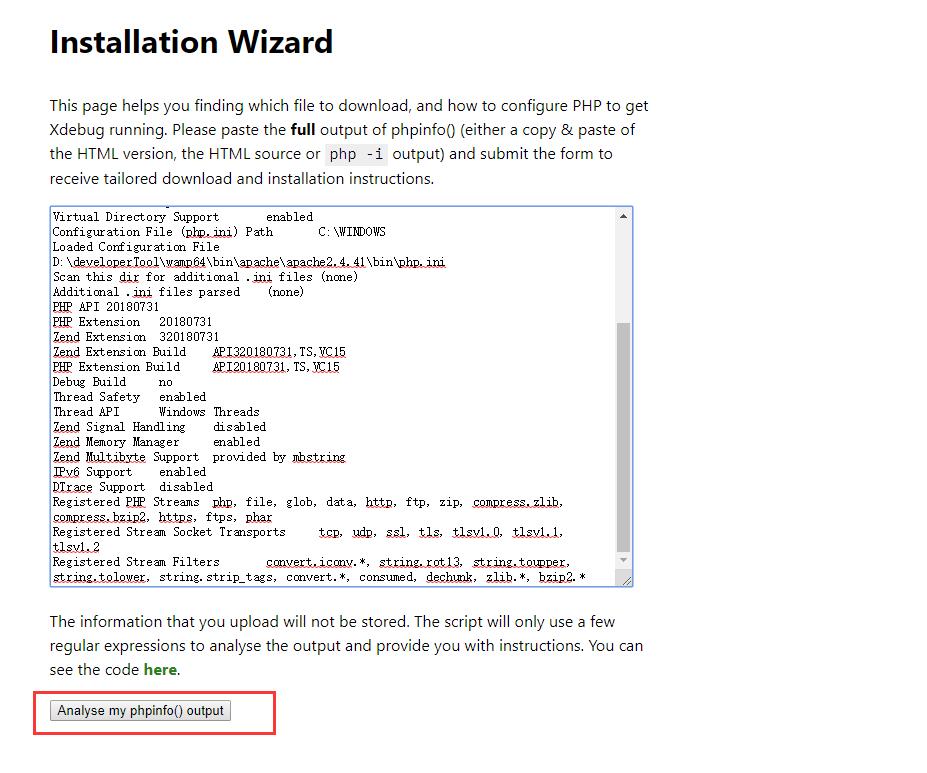 Installation Wizard
This page helps you finding which file to download, and how to configure PHP to get
Xdebug running. Please paste the full output of phpinfo() (either a copy & paste of
the HTML version, the HTML source or php -i output) and submit the form to
receive tailored download and installation instructions.
Virtual Directory Support enabled
Configuration File (php.ini) Path C:\WINDOWS
Loaded Configuration File
D:\developerTool\wamp64\bin\apache\apache2.4.41\bin\php.ini
Scan this dir for additional .ini files (none)
Additional .ini files parsed (none)
PHP API 20180731
PHP Extension 20180731
Zend Extension 320180731
Zend Extension Build API320180731,TS,VC15
PHP Extension Build API20180731,TS,VC15
Debug Build no
Thread Safety enabled
Thread API Windows Threads
Zend Signal Handling disabled
Zend Memory Manager enabled
Zend Multibyte Support provided by mbstring
IPv6 Support enabled
DTrace Support disabled
Registered PHP Streams php, file, glob, data, http, ftp, zip, compress.zlib,
compress.bzip2, https, ftps, phar
Registered Stream Socket Transports tcp, udp, ssl, tls, tlsv1.0, tlsv1.1,
tlsv1.2
Registered Stream Filters convert.iconv.*, string.rot13, string.toupper,
string.tolower, string.strip_tags, convert.*, consumed, dechunk, zlib.*, bzip2.*
The information that you upload will not be stored. The script will only use a few
regular expressions to analyse the output and provide you with instructions. You can
see the code here.
Analyse my phpinfo() output